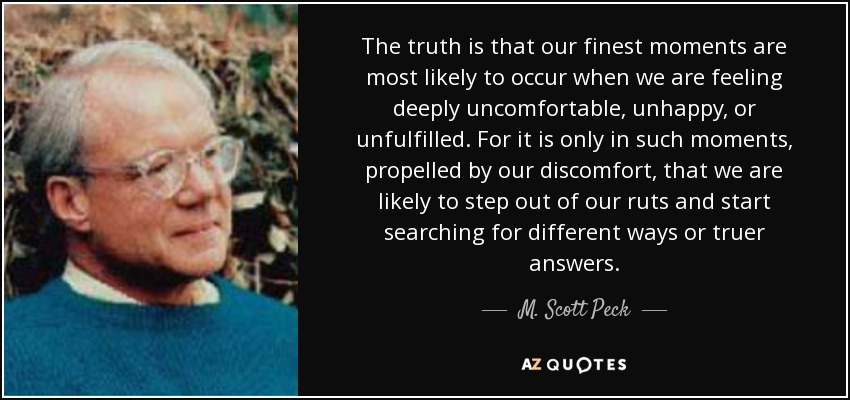 The truth is that our finest moments are
most likely to occur when we are feeling
deeply uncomfortable, unhappy, or
unfulfilled. For it is only in such moments,
propelled by our discomfort, that we are
likely to step out of our ruts and start
searching for different ways or truer
answers.
M. Scott Peck
AZ QUOTES